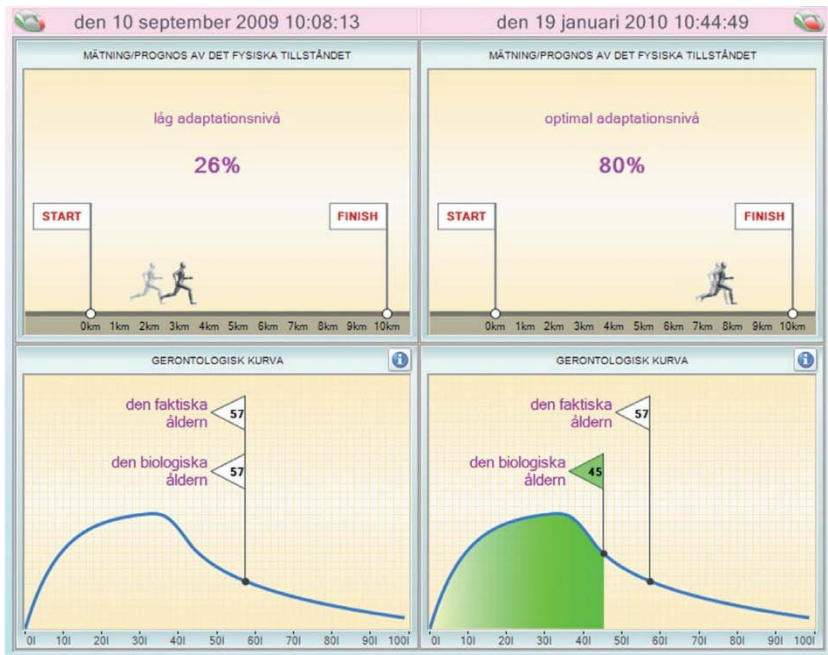 den 10 september 2009 10:08:13
den 19 januari 2010 10:44:49
MÄTNING/PROGNOS AV DET FYSISKA TILLSTÅNDET
låg adaptationsnivå
26%
START
FINISH
0km 1km 2km 3km 4km 5km 6km 7km 8km 9km 10km
MÄTNING/PROGNOS AV DET FYSISKA TILLSTÅNDET
optimal adaptationsnivå
80%
START
FINISH
0km 1km 2km 3km 4km 5km 6km 7km 8km 9km 10km
GERONTOLOGISK KURVA
i
den faktiska
åldern
57
den biologiska
åldern
57
0l 10l 20l 30l 40l 50l 60l 70l 80l 90l 100l
GERONTOLOGISK KURVA
i
den faktiska
åldern
57
den biologiska
åldern
45
0l 10l 20l 30l 40l 50l 60l 70l 80l 90l 100l